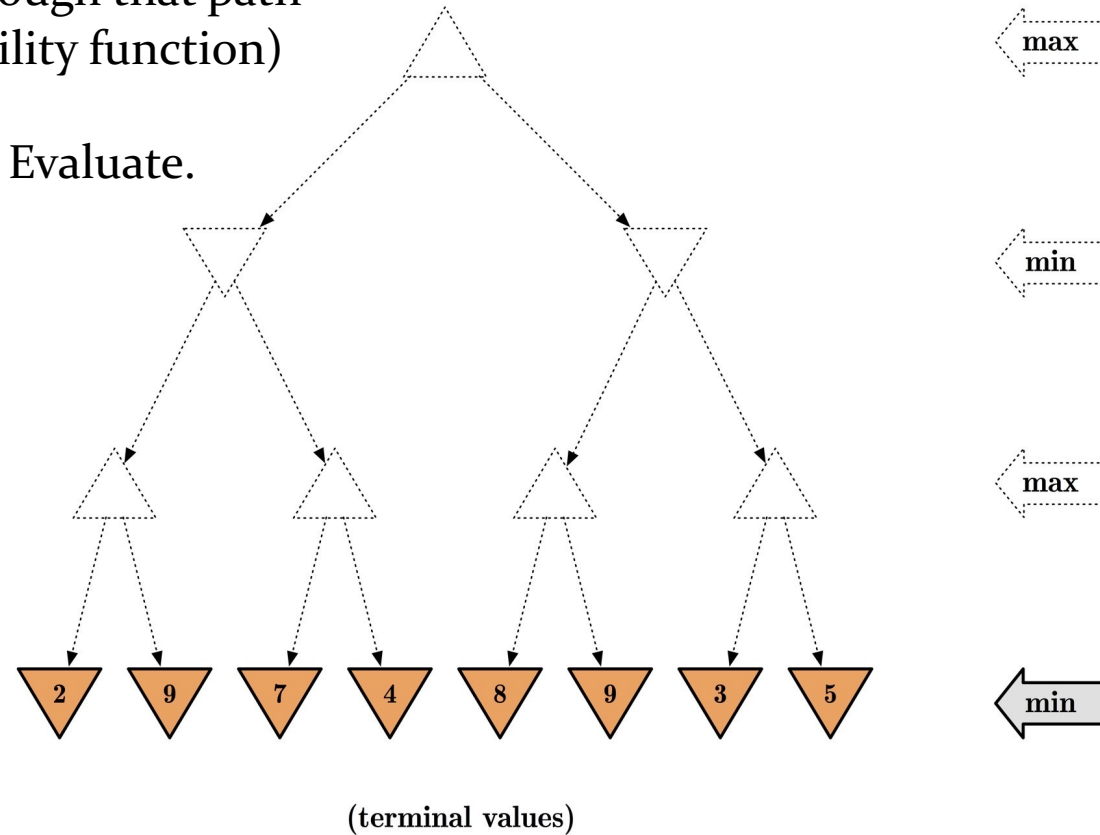 that path
ility function)
Evaluate.
max
min
max
2 9 7 4 8 9 3 5
min
(terminal values)